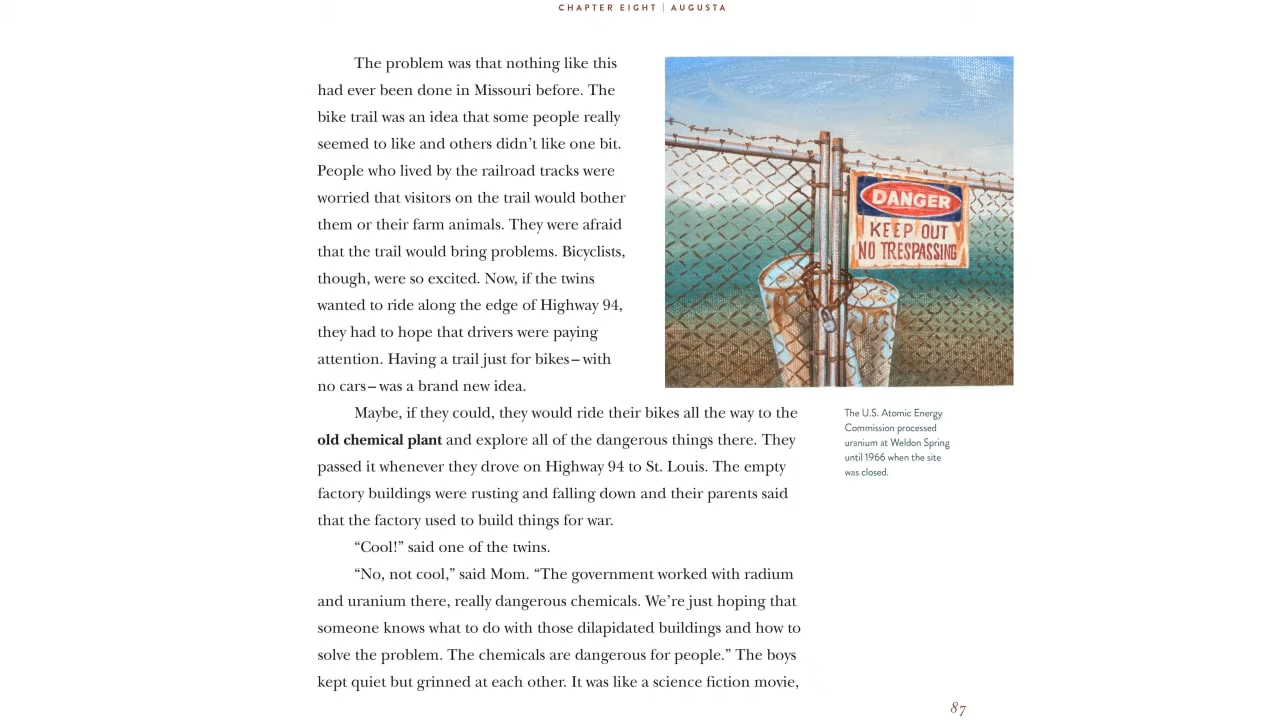 CHAPTER EIGHT | AUGUSTA
The problem was that nothing like this
had ever been done in Missouri before. The
bike trail was an idea that some people really
seemed to like and others didn’t like one bit.
People who lived by the railroad tracks were
worried that visitors on the trail would bother
them or their farm animals. They were afraid
that the trail would bring problems. Bicyclists,
though, were so excited. Now, if the twins
wanted to ride along the edge of Highway 94,
they had to hope that drivers were paying
attention. Having a trail just for bikes – with
no cars – was a brand new idea.
DANGER
KEEP OUT
NO TRESPASSING
Maybe, if they could, they would ride their bikes all the way to the
old chemical plant and explore all of the dangerous things there. They
passed it whenever they drove on Highway 94 to St. Louis. The empty
factory buildings were rusting and falling down and their parents said
that the factory used to build things for war.
“Cool!” said one of the twins.
“No, not cool,” said Mom. “The government worked with radium
and uranium there, really dangerous chemicals. We’re just hoping that
someone knows what to do with those dilapidated buildings and how to
solve the problem. The chemicals are dangerous for people.” The boys
kept quiet but grinned at each other. It was like a science fiction movie,
The U.S. Atomic Energy
Commission processed
uranium at Weldon Spring
until 1966 when the site
was closed.
87